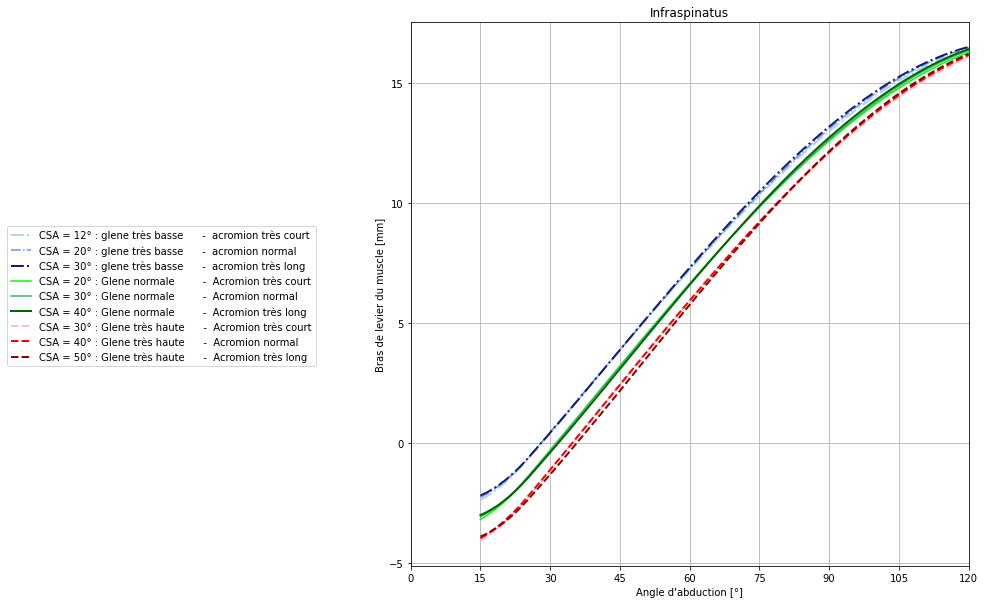 Infraspinatus
Bras de levier du muscle [mm]
15
10
5
0
−5
0 15 30 45 60 75 90 105 120
Angle d'abduction [°]
CSA = 12° : glene très basse - acromion très court
CSA = 20° : glene très basse - acromion normal
CSA = 30° : glene très basse - acromion très long
CSA = 20° : Glene normale - Acromion très court
CSA = 30° : Glene normale - Acromion normal
CSA = 40° : Glene normale - Acromion très long
CSA = 30° : Glene très haute - Acromion très court
CSA = 40° : Glene très haute - Acromion normal
CSA = 50° : Glene très haute - Acromion très long